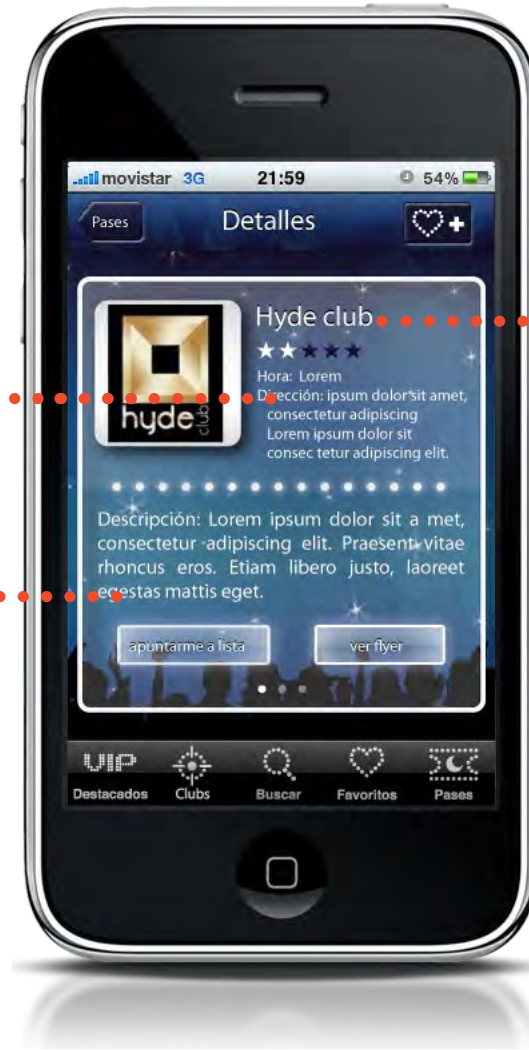 movistar 3G 21:59 54%
Pases Detalles
Hyde club
Hora: Lorem
Dirección: ipsum dolor sit amet,
consectetur adipiscing
Lorem ipsum dolor sit
consec tetur adipiscing elit.
hyde club
Descripción: Lorem ipsum dolor sit a met,
consectetur adipiscing elit. Praesent vitae
rhoncus eros. Etiam libero justo, laoreet
egestas mattis eget.
apuntarme a lista ver flyer
VIP
Destacados Clubs Buscar Favoritos Pases